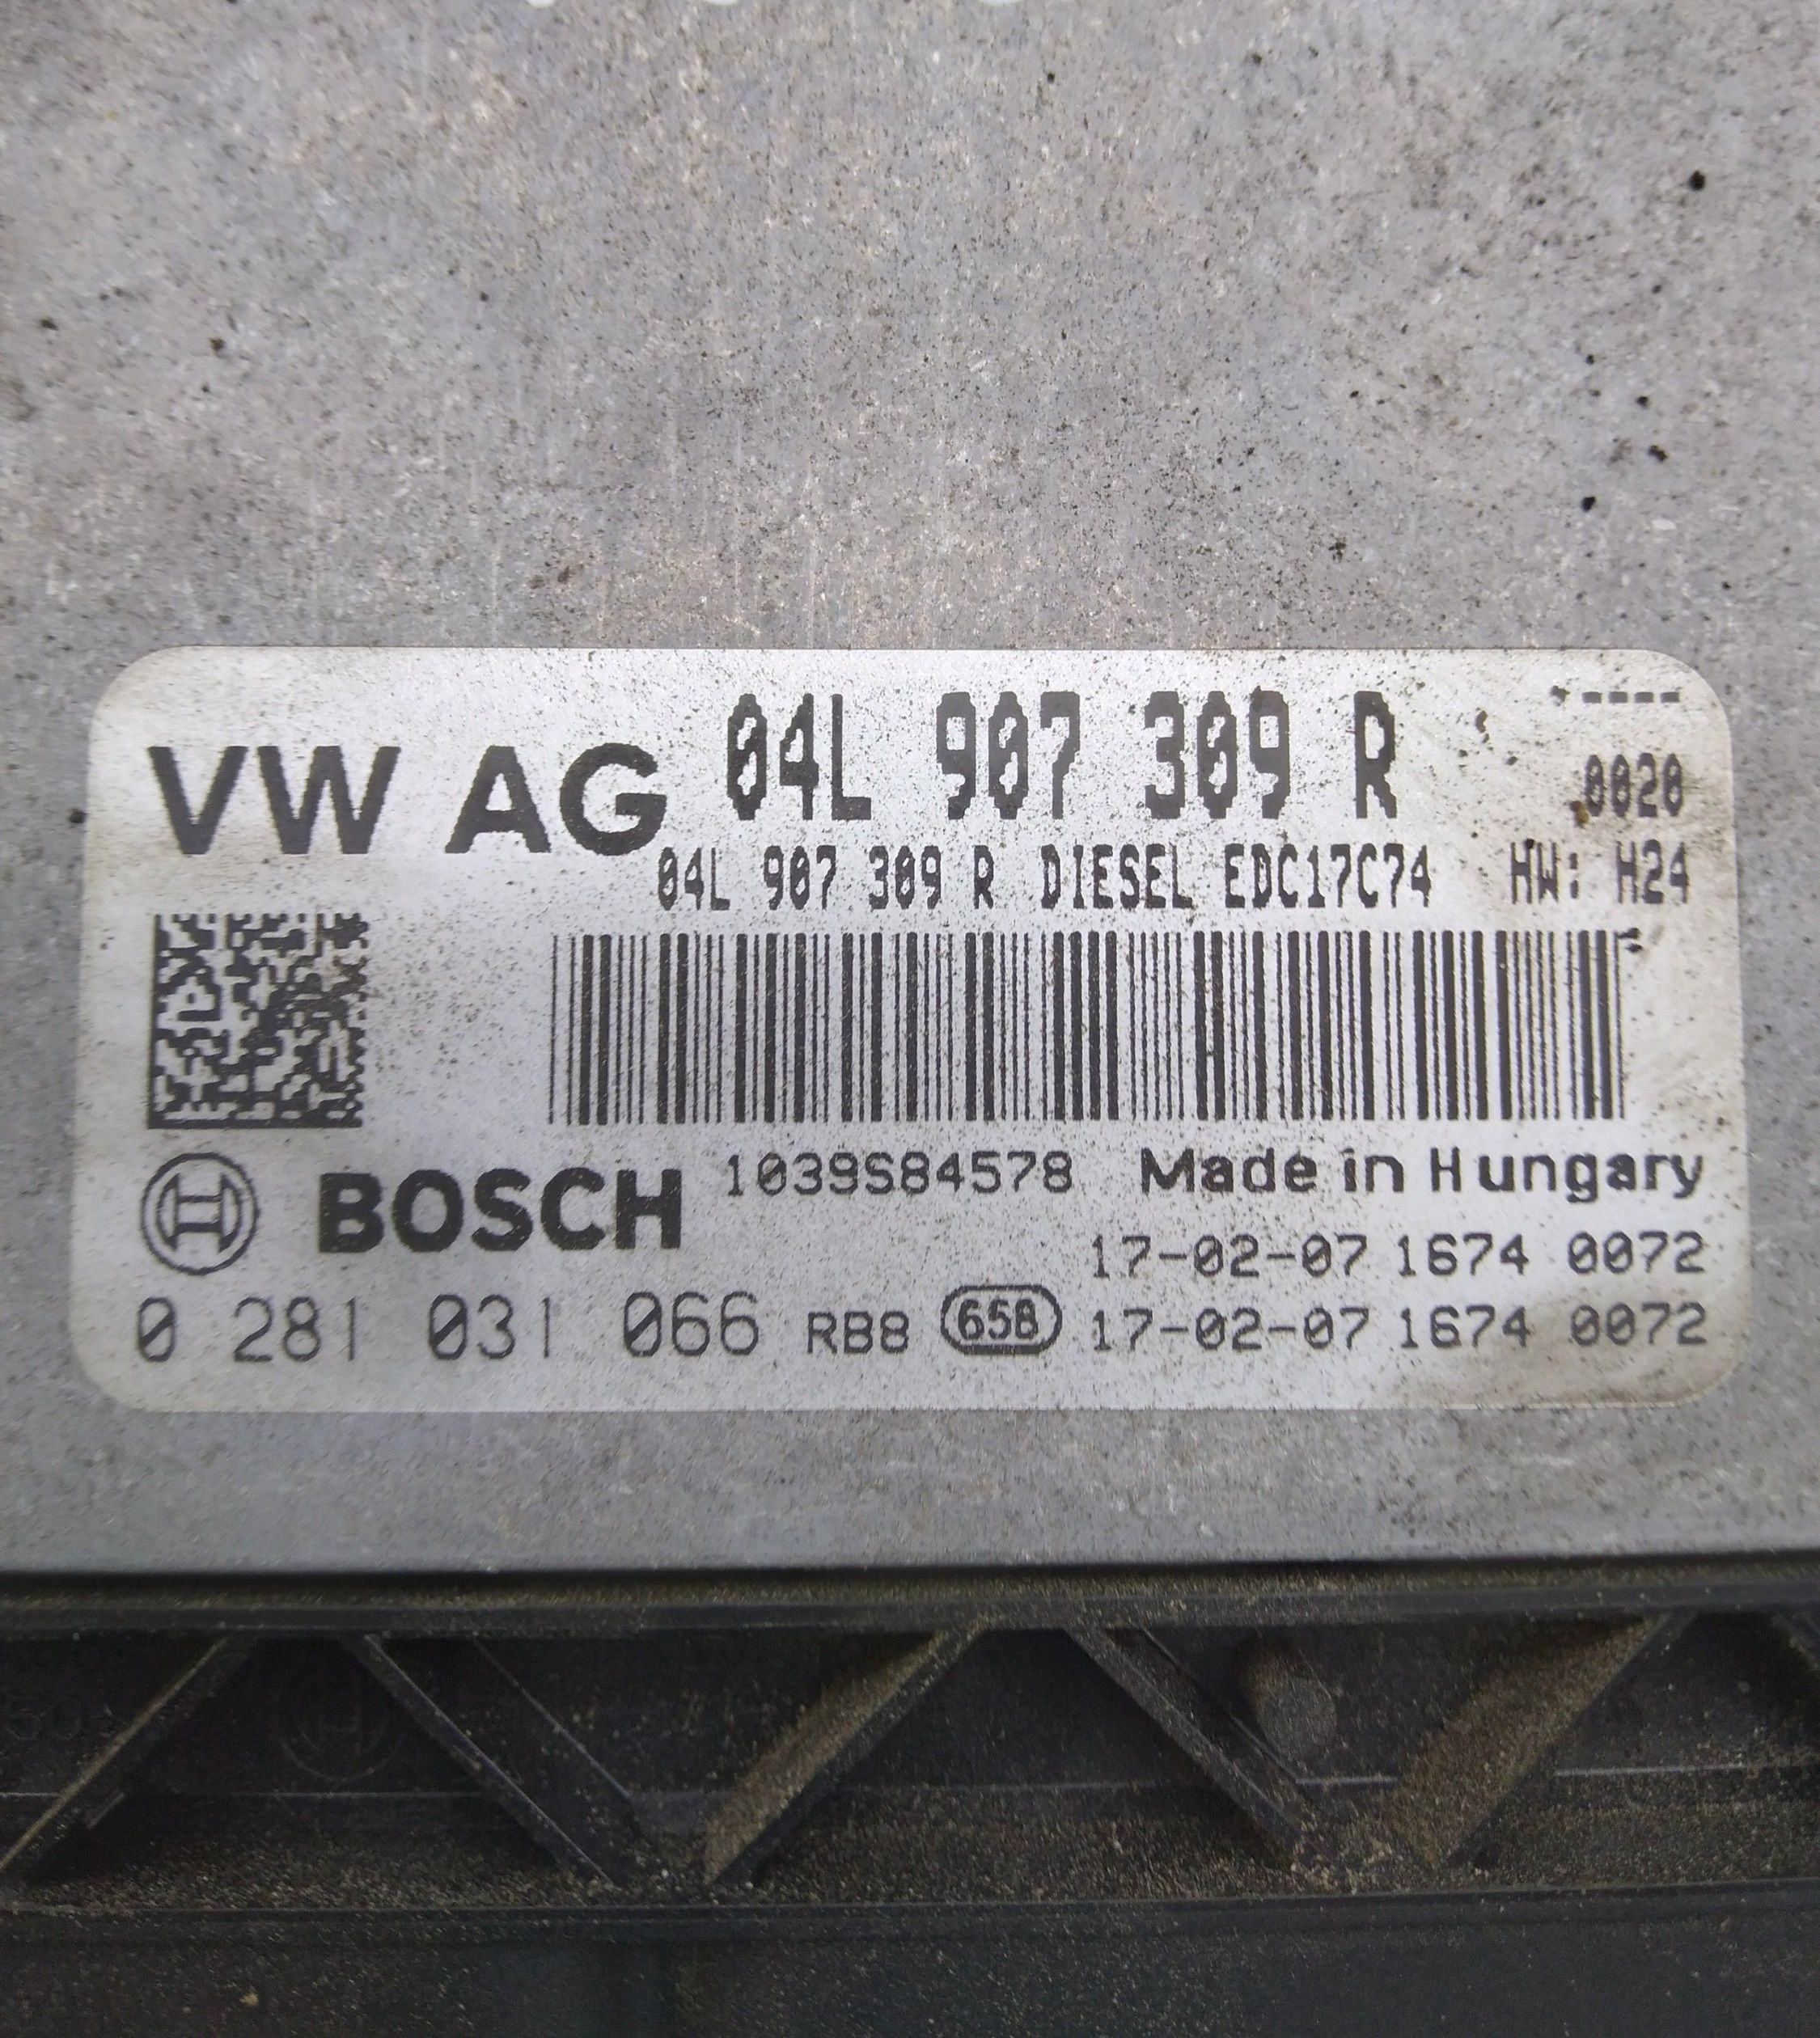 VW AG 04L 907 309 R ----
0020
04L 907 309 R DIESEL EDC17C74 HW: H24
BOSCH 1039S84578 Made in Hungary
17-02-07 1674 0072
0 281 031 066 RB8 658 17-02-07 1674 0072